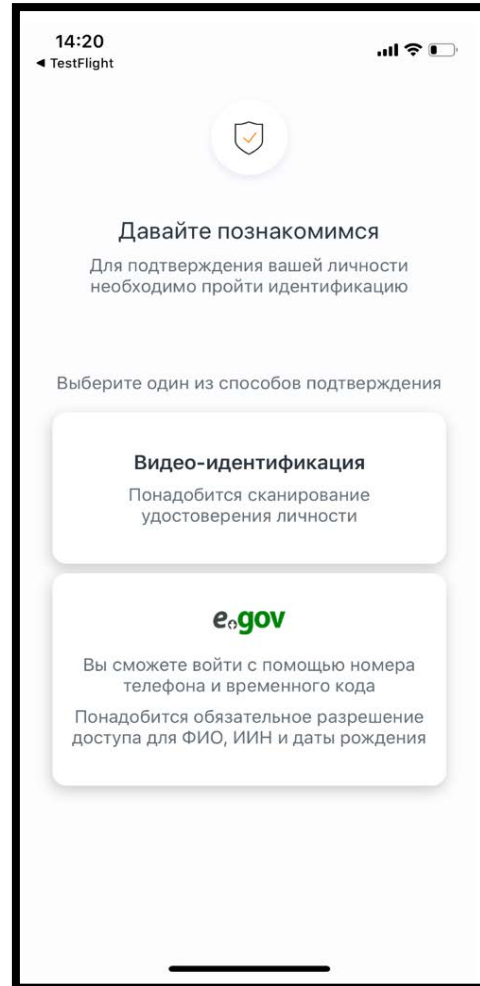 14:20
◀ TestFlight
Давайте познакомимся
Для подтверждения вашей личности
необходимо пройти идентификацию
Выберите один из способов подтверждения
Видео-идентификация
Понадобится сканирование
удостоверения личности
e.gov
Вы сможете войти с помощью номера
телефона и временного кода
Понадобится обязательное разрешение
доступа для ФИО, ИИН и даты рождения